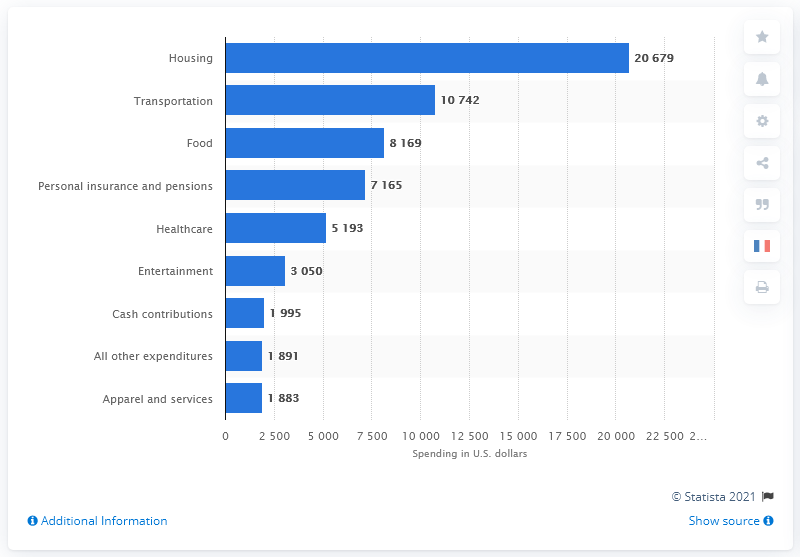 Housing 20 679
Transportation 10 742
Food 8 169
Personal insurance and pensions 7 165
Healthcare 5 193
Entertainment 3 050
Cash contributions 1 995
All other expenditures 1 891
Apparel and services 1 883
0 2 500 5 000 7 500 10 000 12 500 15 000 17 500 20 000 22 500 2...
Spending in U.S. dollars
© Statista 2021
Additional Information Show source